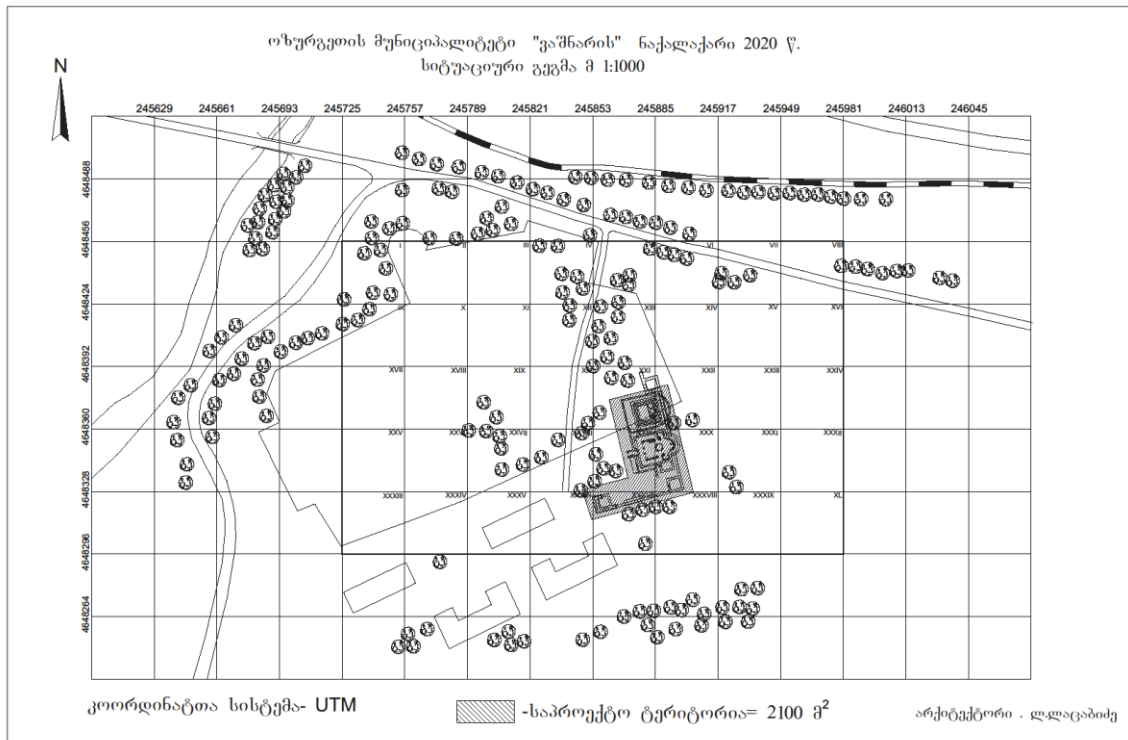 ოზურგეთის მუნიციპალიტეტი "ვაშნარის" ნაქალაქარი 2020 წ.
სიტუაციური გეგმა მ 1:1000
N
245629 245661 245693 245725 245757 245789 245821 245853 245885 245917 245949 245981 246013 246045
4648488
4648456
I II III IV VI VII VIII
4648424
IX X XI XII XIII XIV XV XVI
4648392
XVII XVIII XIX XXI XXII XXIII XXIV
4648360
XXV XXVII XXX XXXI XXXII
4648328
XXXIII XXXIV XXXV XXXVIII XXXIX XL
4648296
4648264
კოორდინატთა სისტემა- UTM
-საპროექტო ტერიტორია= 2100 მ²
არქიტექტორი . ლ.ლაცაბიძე